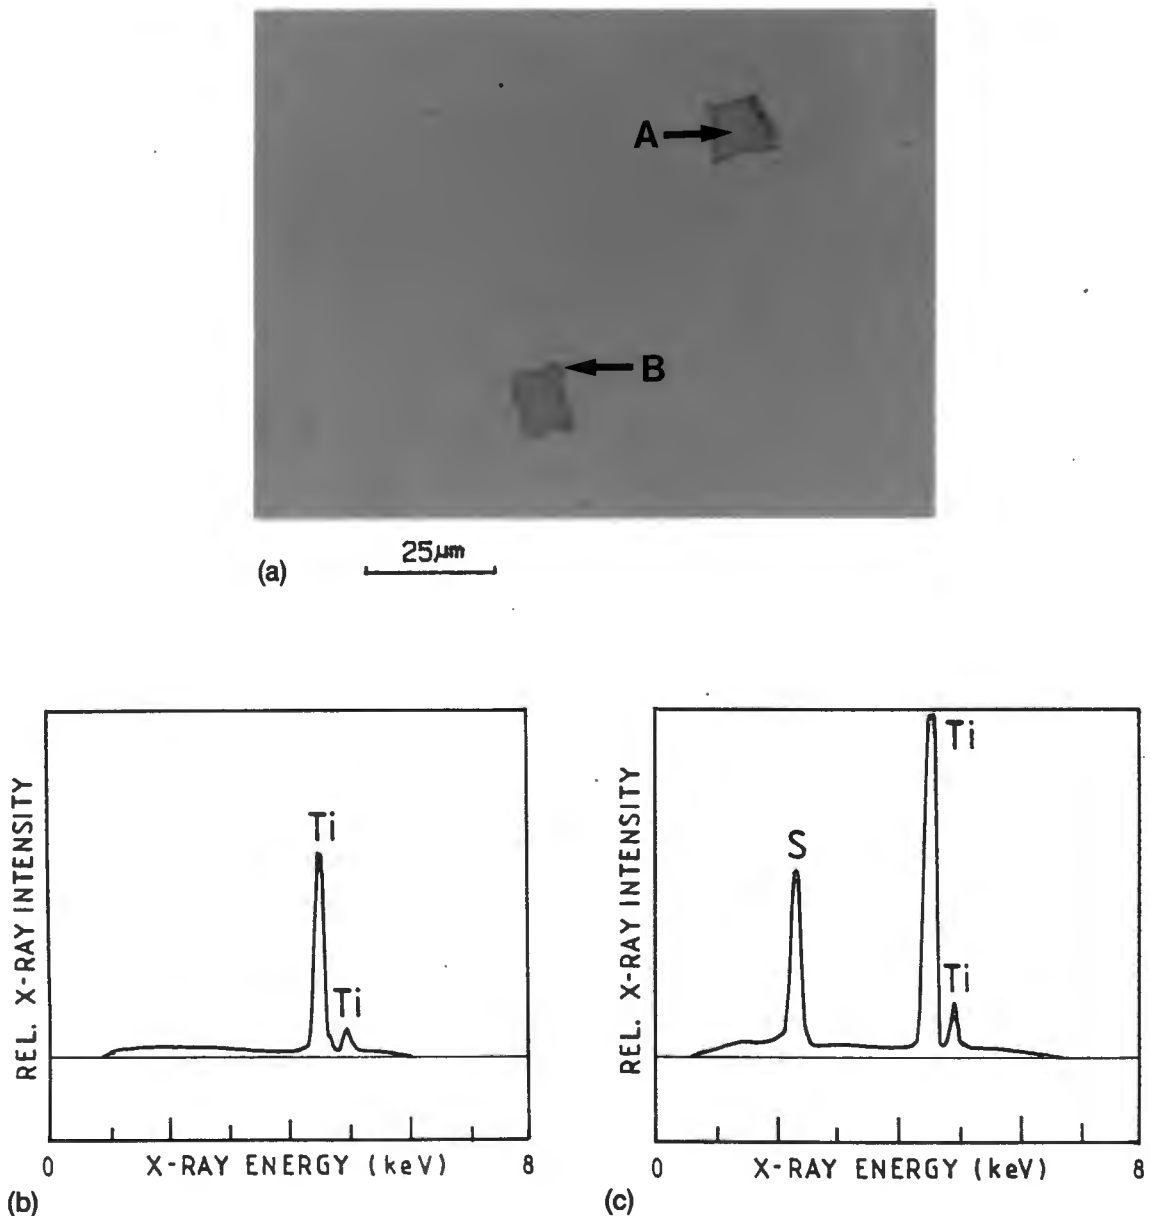 A
B
25μm
(a)
Ti
Ti
REL. X-RAY INTENSITY
0 X-RAY ENERGY (keV) 8
(b)
Ti
S
Ti
REL. X-RAY INTENSITY
0 X-RAY ENERGY (keV) 8
(c)